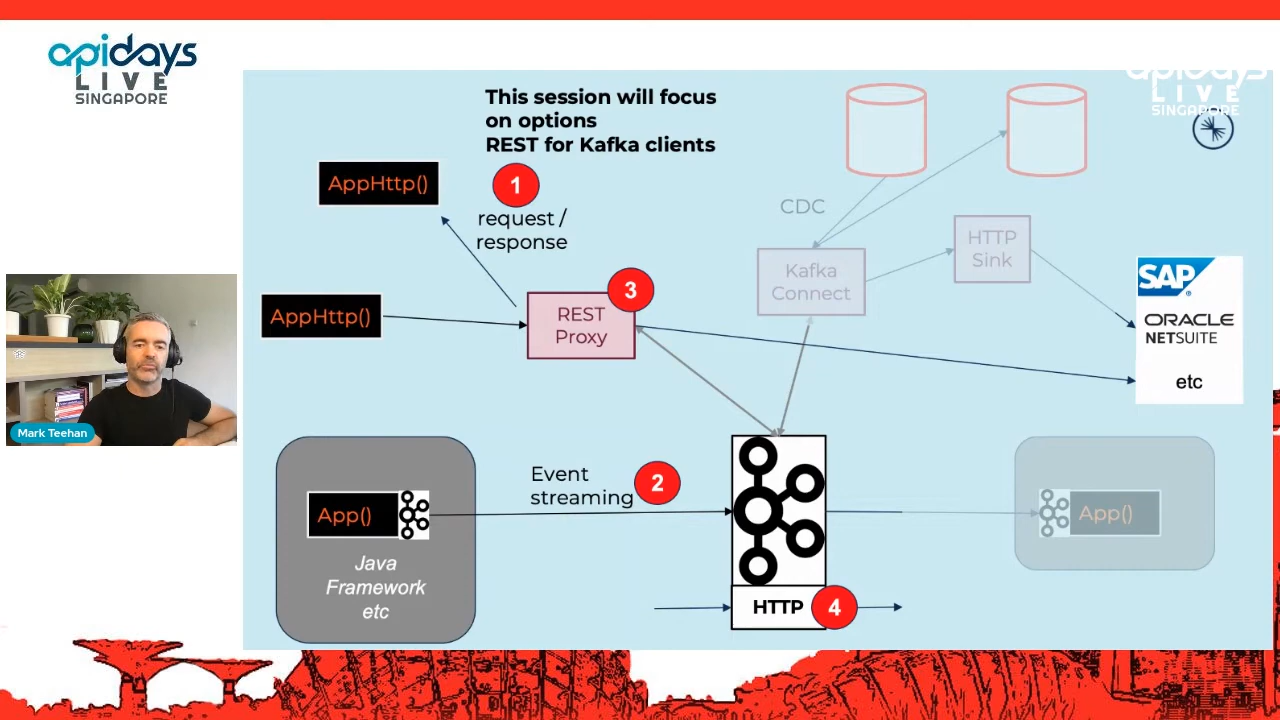 apidays
LIVE
SINGAPORE
apidays
LIVE
SINGAPORE
This session will focus
on options
REST for Kafka clients
AppHttp()
1
request /
response
CDC
HTTP
Sink
Kafka
Connect
SAP
®
ORACLE
NETSUITE
etc
AppHttp()
3
REST
Proxy
Mark Teehan
Event
streaming
2
App()
Java
Framework
etc
App()
HTTP
4